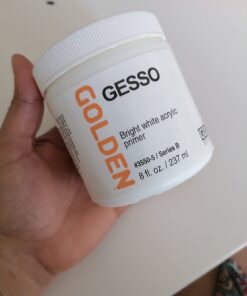 GOLDEN
GESSO
Bright white acrylic
primer
#3550-5 / Series B
8 fl. oz. / 237 ml